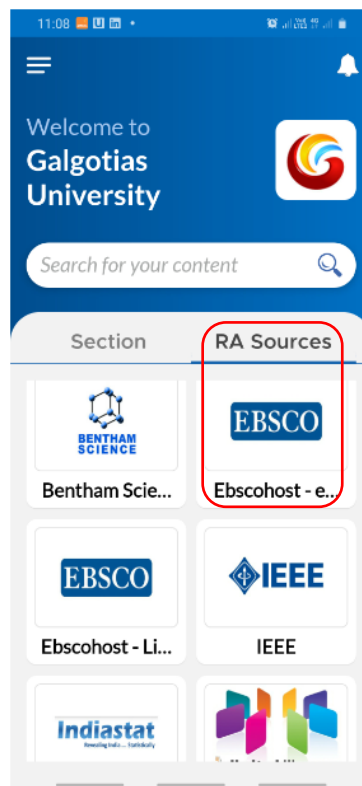 11:08
Welcome to
Galgotias
University
Search for your content
Section RA Sources
BENTHAM
SCIENCE
EBSCO
Bentham Scie... Ebscohost - e...
EBSCO IEEE
Ebscohost - Li... IEEE
Indiastat
Revealing India... Statistically